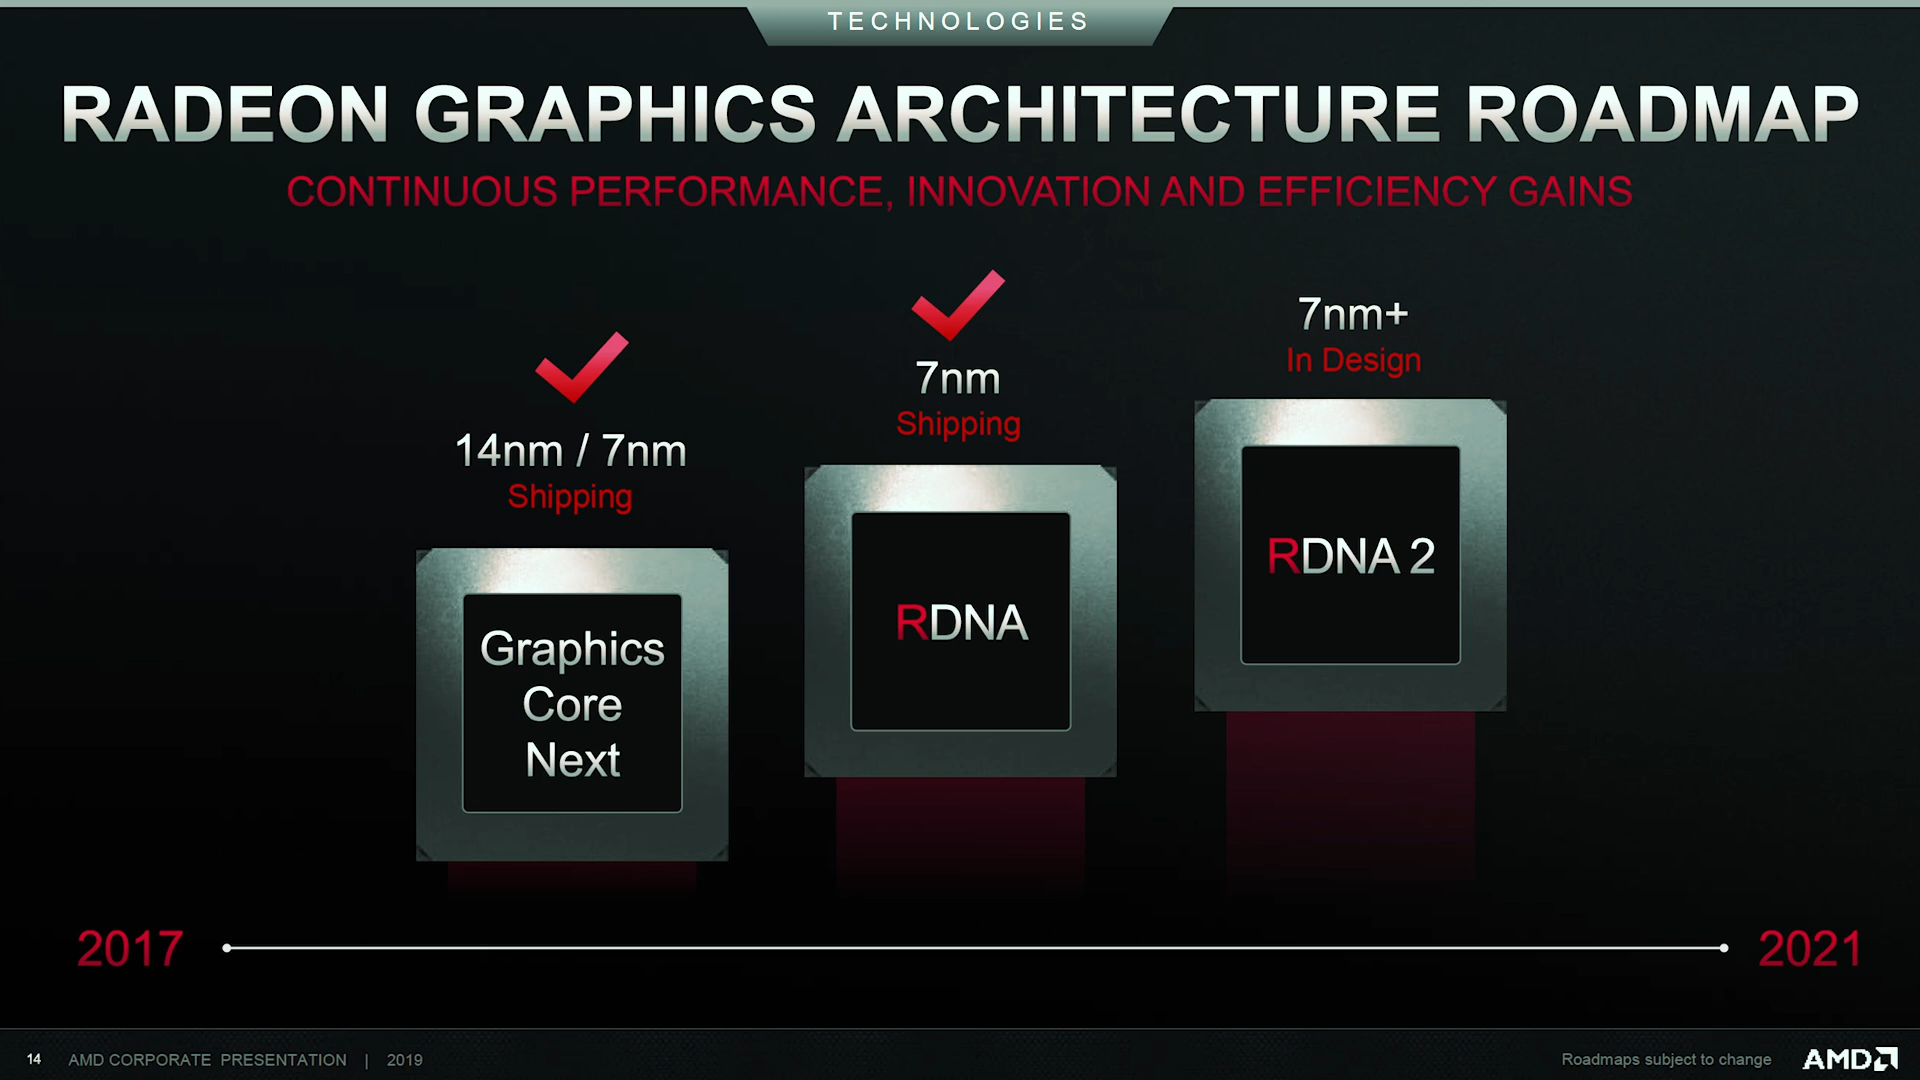 TECHNOLOGIES
RADEON GRAPHICS ARCHITECTURE ROADMAP
CONTINUOUS PERFORMANCE, INNOVATION AND EFFICIENCY GAINS
14nm / 7nm
Shipping
Graphics
Core
Next
7nm
Shipping
RDNA
7nm+
In Design
RDNA 2
2017
2021
14 AMD CORPORATE PRESENTATION | 2019
Roadmaps subject to change
AMD